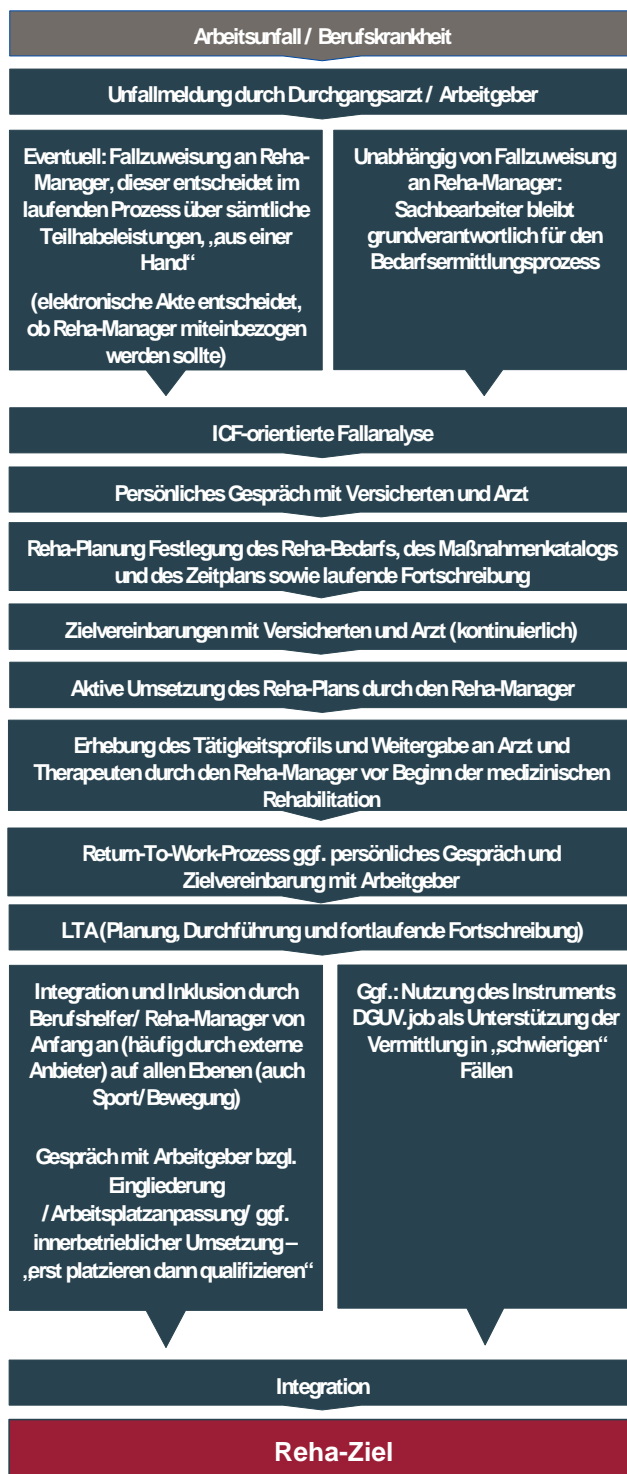 Arbeitsunfall / Berufskrankheit
Unfallmeldung durch Durchgangsarzt / Arbeitgeber
Eventuell: Fallzuweisung an Reha-
Manager, dieser entscheidet im
laufenden Prozess über sämtliche
Teilhabeleistungen, „aus einer
Hand“
(elektronische Akte entscheidet,
ob Reha-Manager miteinbezogen
werden sollte)
Unabhängig von Fallzuweisung
an Reha-Manager:
Sachbearbeiter bleibt
grundverantwortlich für den
Bedarfsermittlungsprozess
ICF-orientierte Fallanalyse
Persönliches Gespräch mit Versicherten und Arzt
Reha-Planung Festlegung des Reha-Bedarfs, des Maßnahmenkatalogs
und des Zeitplans sowie laufende Fortschreibung
Zielvereinbarungen mit Versicherten und Arzt (kontinuierlich)
Aktive Umsetzung des Reha-Plans durch den Reha-Manager
Erhebung des Tätigkeitsprofils und Weitergabe an Arzt und
Therapeuten durch den Reha-Manager vor Beginn der medizinischen
Rehabilitation
Return-To-Work-Prozess ggf. persönliches Gespräch und
Zielvereinbarung mit Arbeitgeber
LTA (Planung, Durchführung und fortlaufende Fortschreibung)
Integration und Inklusion durch
Berufshelfer/ Reha-Manager von
Anfang an (häufig durch externe
Anbieter) auf allen Ebenen (auch
Sport/ Bewegung)
Gespräch mit Arbeitgeber bzgl.
Eingliederung
/ Arbeitsplatzanpassung/ ggf.
innerbetrieblicher Umsetzung –
„erst platzieren dann qualifizieren“
Ggf.: Nutzung des Instruments
DGUV.job als Unterstützung der
Vermittlung in „schwierigen“
Fällen
Integration
Reha-Ziel